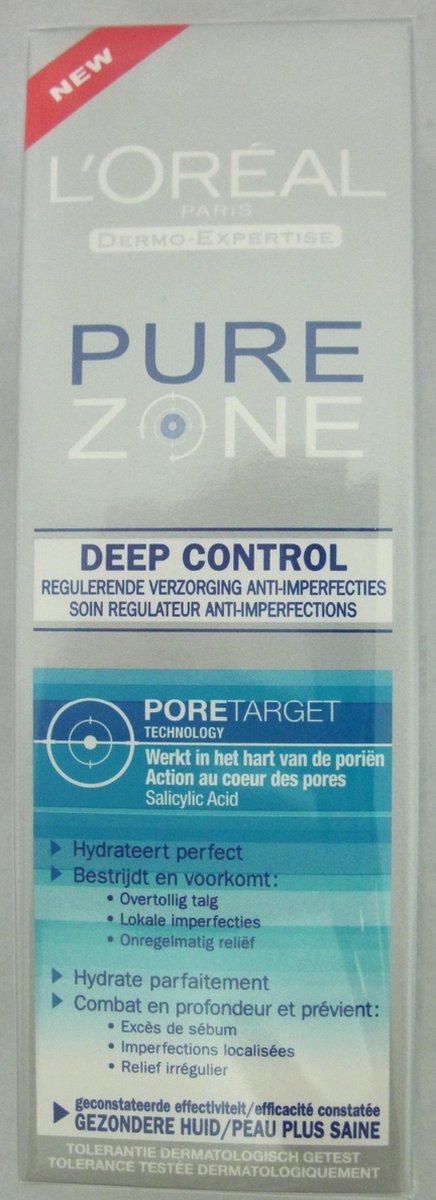 NEW
L'ORÉAL
PARIS
DERMO-EXPERTISE
PURE
ZONE
DEEP CONTROL
REGULERENDE VERZORGING ANTI-IMPERFECTIES
SOIN REGULATEUR ANTI-IMPERFECTIONS
PORETARGET
TECHNOLOGY
Werkt in het hart van de poriën
Action au coeur des pores
Salicylic Acid
Hydrateert perfect
Bestrijdt en voorkomt:
• Overtollig talg
• Lokale imperfecties
• Onregelmatig reliëf
Hydrate parfaitement
Combat en profondeur et prévient:
• Excès de sébum
• Imperfections localisées
• Relief irrégulier
geconstateerde effectiviteit/efficacité constatée
GEZONDERE HUID/PEAU PLUS SAINE
TOLERANTIE DERMATOLOGISCH GETEST
TOLERANCE TESTÉE DERMATOLOGIQUEMENT